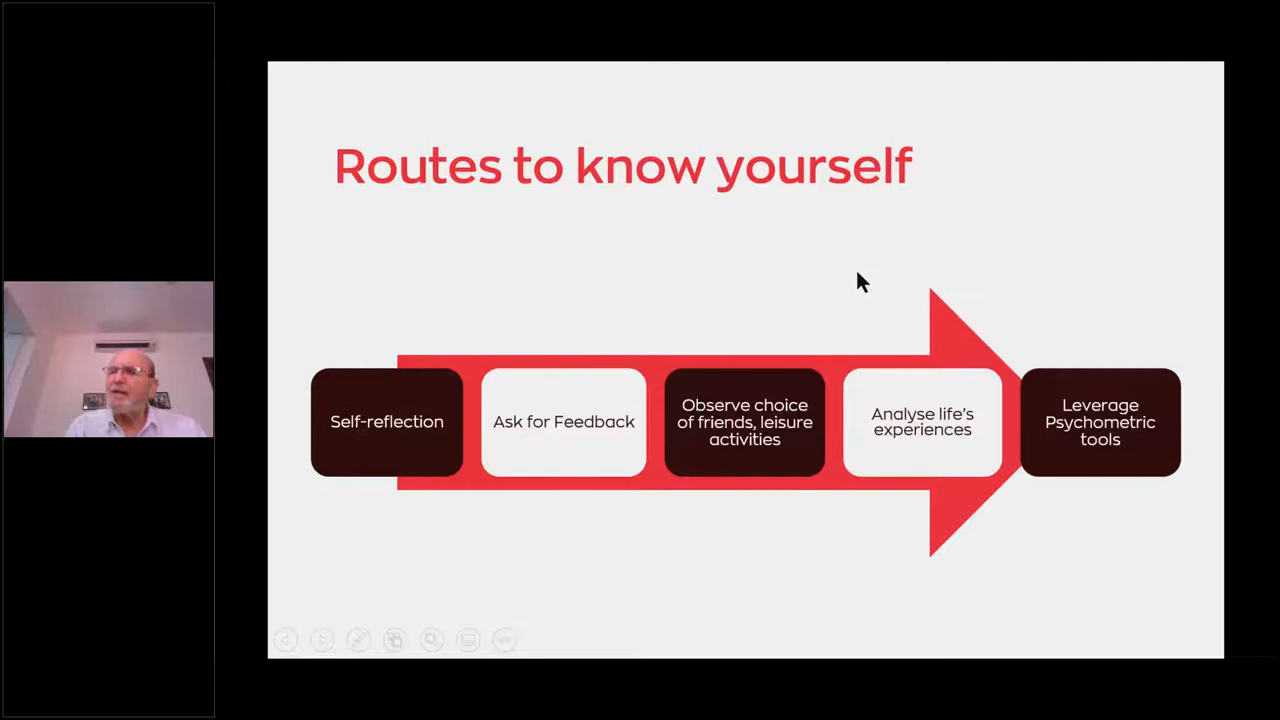 Routes to know yourself
Self-reflection
Ask for Feedback
Observe choice
of friends, leisure
activities
Analyse life's
experiences
Leverage
Psychometric
tools